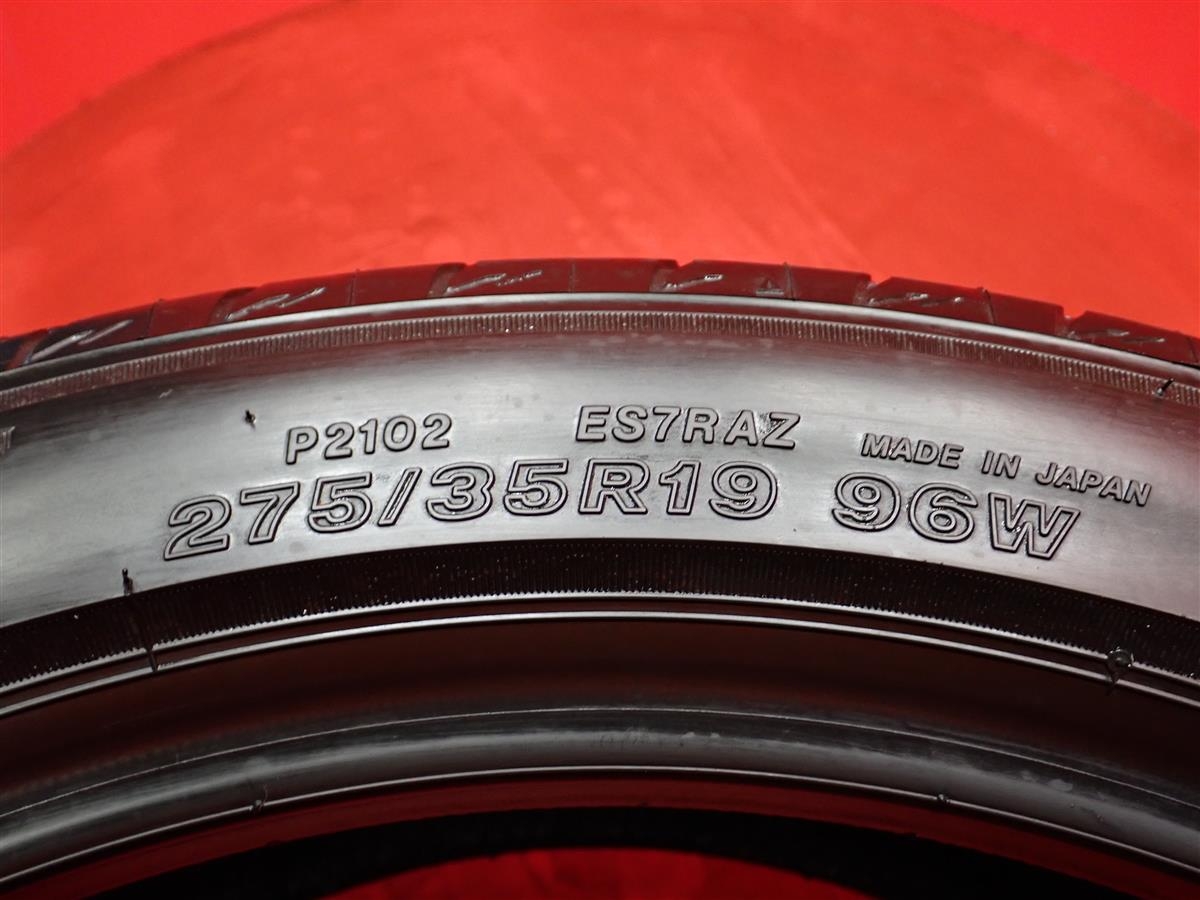 P2102 ES7RAZ MADE IN JAPAN
275/35R19 96W